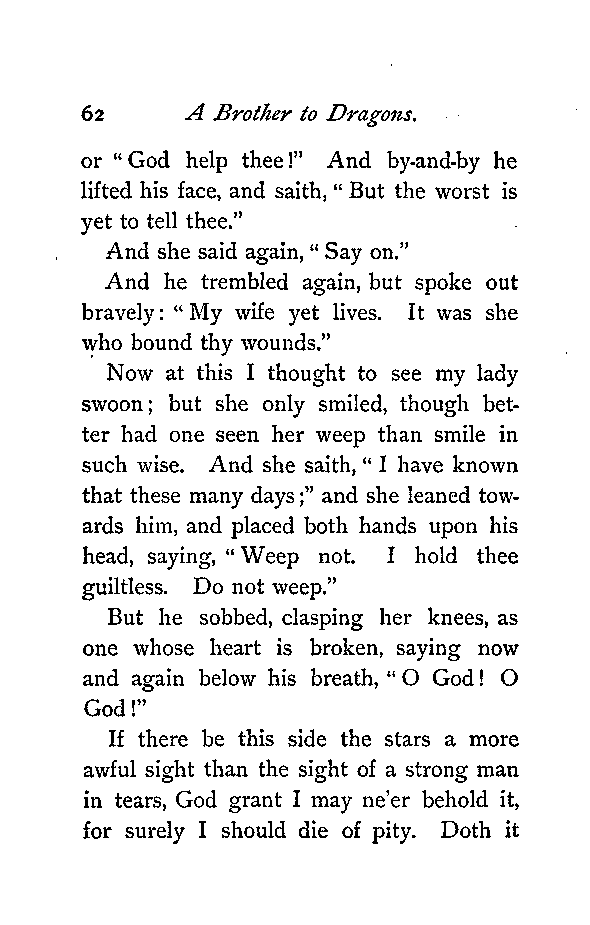 62 A Brother to Dragons.
or “God help thee!” And by-and-by he
lifted his face, and saith, “But the worst is
yet to tell thee.”
And she said again, “Say on.”
And he trembled again, but spoke out
bravely: “My wife yet lives. It was she
who bound thy wounds.”
Now at this I thought to see my lady
swoon; but she only smiled, though bet-
ter had one seen her weep than smile in
such wise. And she saith, “I have known
that these many days;” and she leaned tow-
ards him, and placed both hands upon his
head, saying, “Weep not. I hold thee
guiltless. Do not weep.”
But he sobbed, clasping her knees, as
one whose heart is broken, saying now
and again below his breath, “O God! O
God!”
If there be this side the stars a more
awful sight than the sight of a strong man
in tears, God grant I may ne’er behold it,
for surely I should die of pity. Doth it